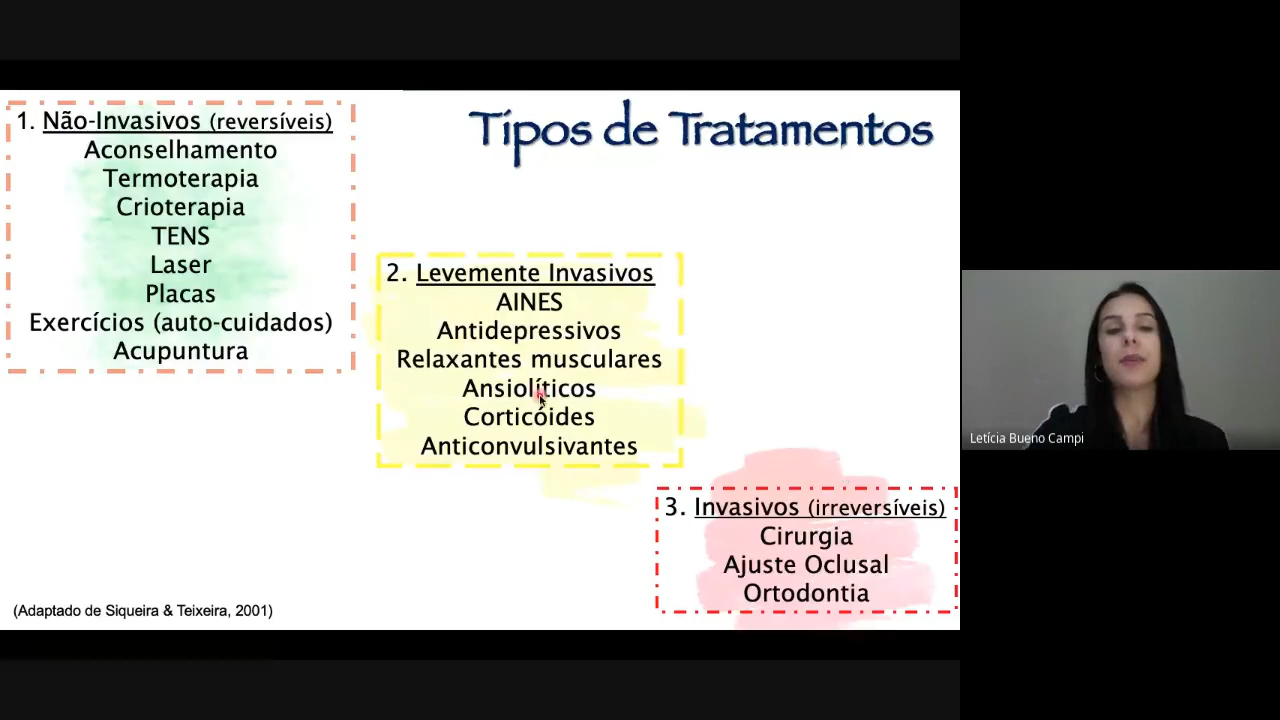 Tipos de Tratamentos
1. Não-Invasivos (reversíveis)
Aconselhamento
Termoterapia
Crioterapia
TENS
Laser
Placas
Exercícios (auto-cuidados)
Acupuntura
2. Levemente Invasivos
AINES
Antidepressivos
Relaxantes musculares
Ansiolíticos
Corticóides
Anticonvulsivantes
3. Invasivos (irreversíveis)
Cirurgia
Ajuste Oclusal
Ortodontia
(Adaptado de Siqueira & Teixeira, 2001)
Letícia Bueno Campi